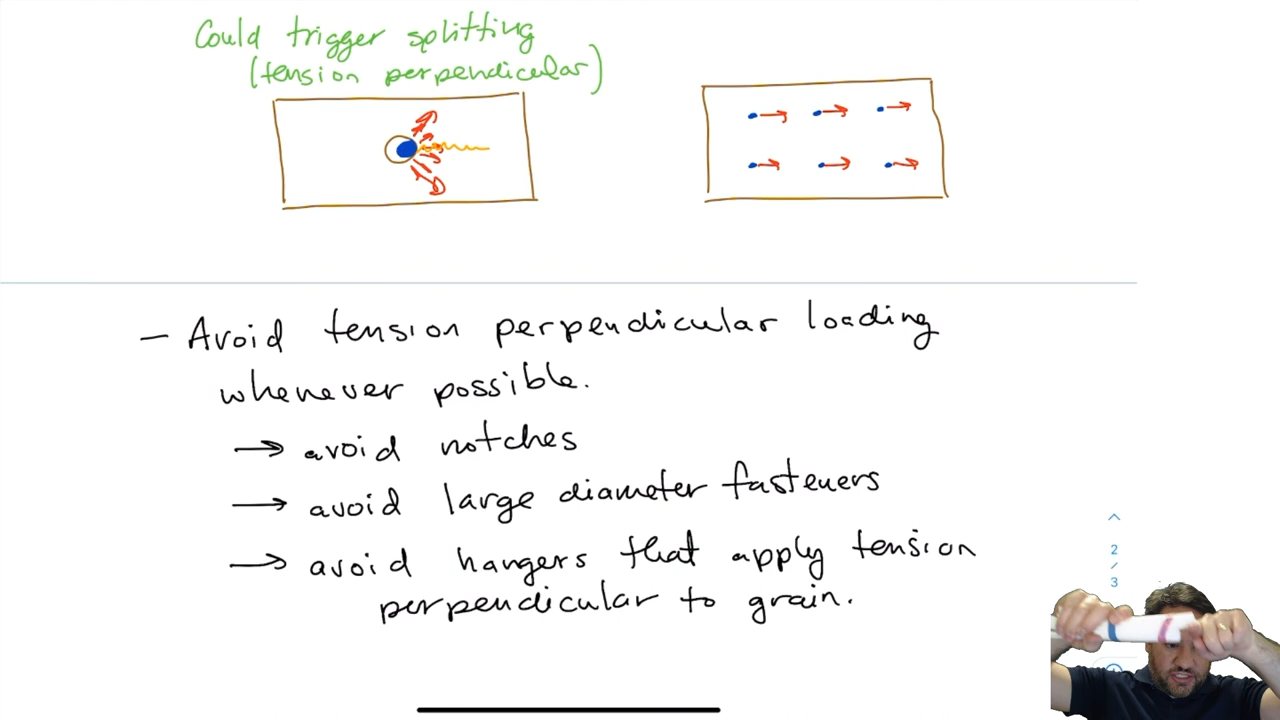 Could trigger splitting
(tension perpendicular)
— Avoid tension perpendicular loading
whenever possible.
→ avoid notches
→ avoid large diameter fasteners
→ avoid hangers that apply tension
perpendicular to grain.
2
/
3